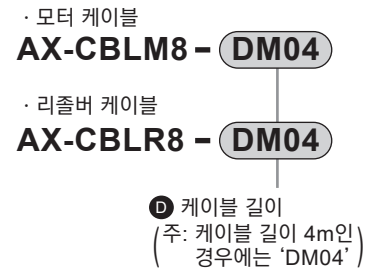 · 모터 케이블
AX-CBLM8 – DM04
· 리졸버 케이블
AX-CBLR8 – DM04
D 케이블 길이
(주: 케이블 길이 4m인
경우에는 ‘DM04’)